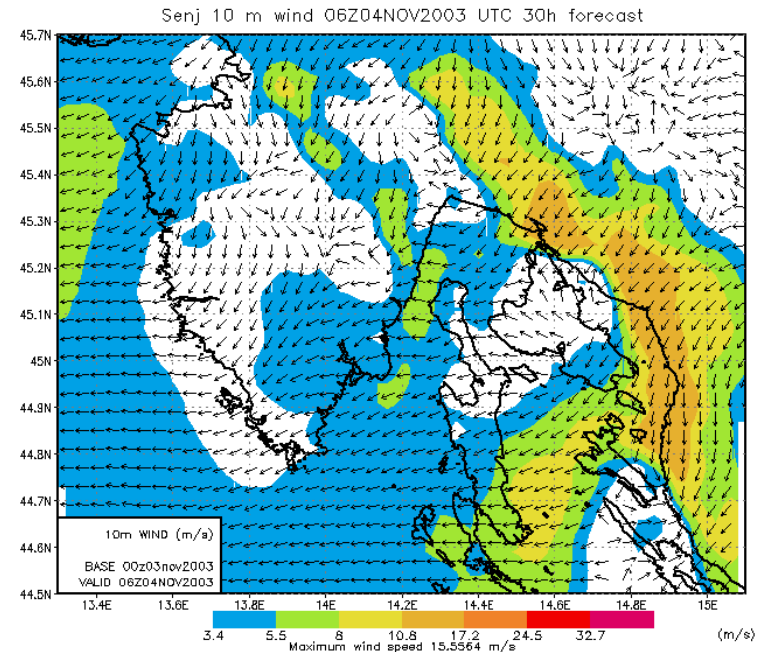 Senj 10 m wind 06Z04NOV2003 UTC 30h forecast
45.7N
45.6N
45.5N
45.4N
45.3N
45.2N
45.1N
45N
44.9N
44.8N
44.7N
44.6N
44.5N
10m WIND (m/s)
BASE 00z03nov2003
VALID 06Z04NOV2003
13.4E 13.6E 13.8E 14E 14.2E 14.4E 14.6E 14.8E 15E
3.4 5.5 8 10.8 17.2 24.5 32.7 (m/s)
Maximum wind speed 15.5564 m/s